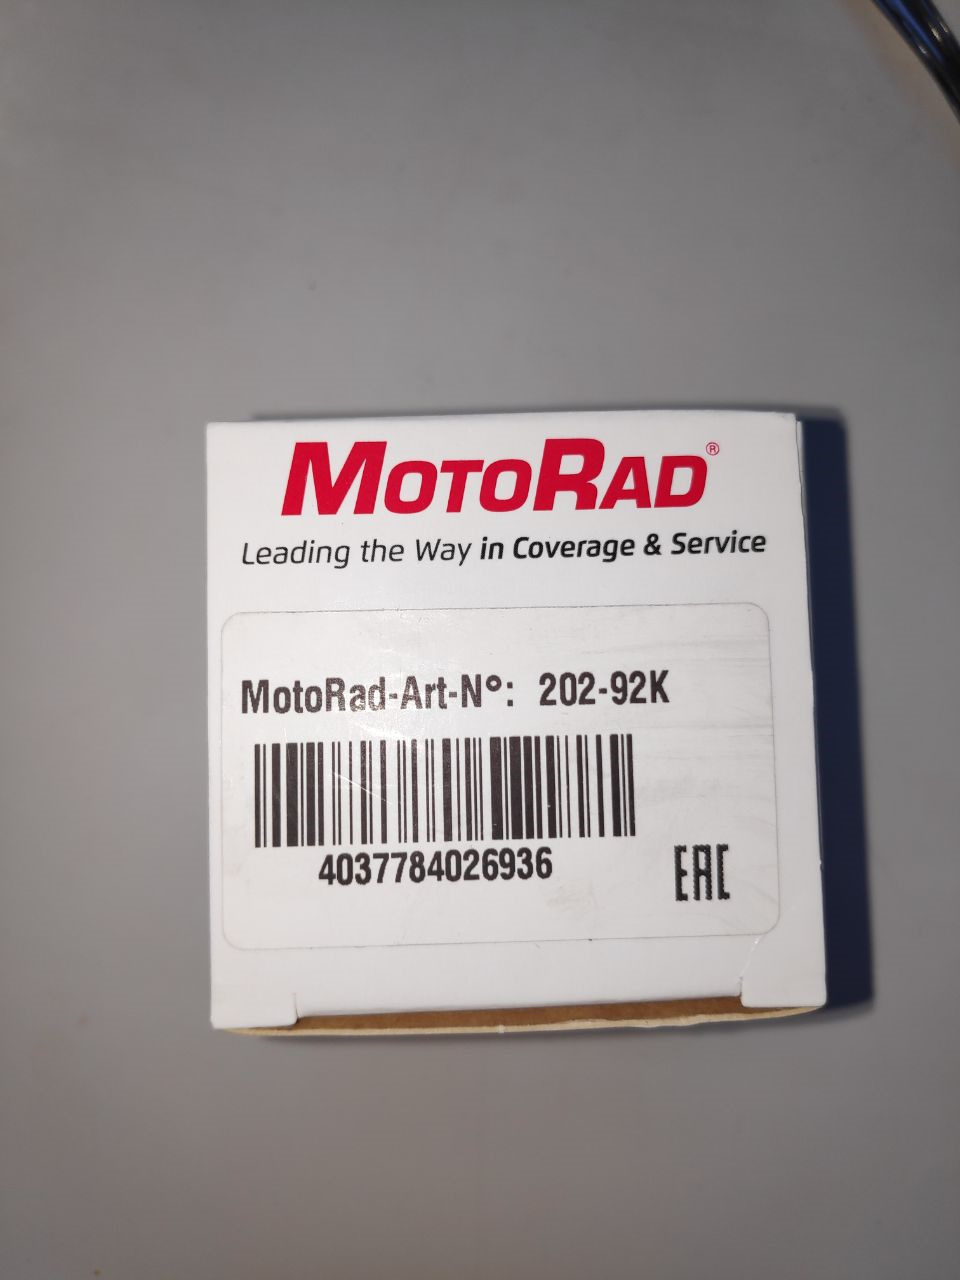 MOTORAD®
Leading the Way in Coverage & Service
MotoRad-Art-N°: 202-92K
4037784026936
EAC